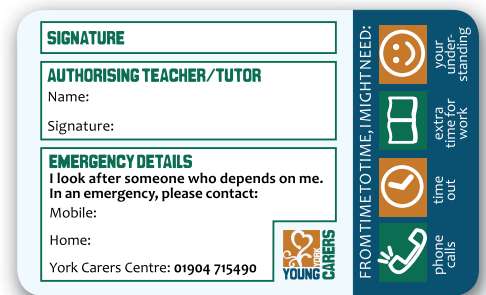 SIGNATURE
AUTHORISING TEACHER/TUTOR
Name:
Signature:
EMERGENCY DETAILS
I look after someone who depends on me.
In an emergency, please contact:
Mobile:
Home:
York Carers Centre: 01904 715490
YORK
YOUNG
CARERS
FROM TIME TO TIME, I MIGHT NEED:
your
under-
standing
extra
time for
work
time
out
phone
calls